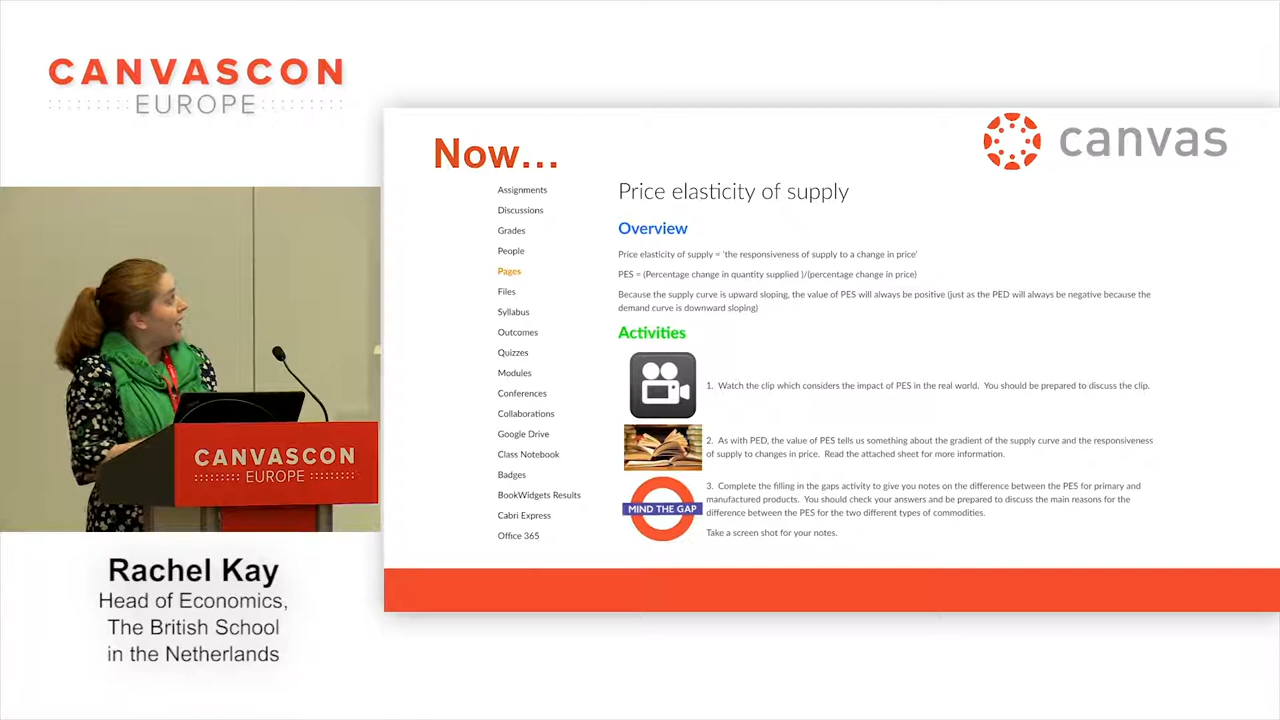 CANVASCON
EUROPE
Now...
canvas
Assignments
Discussions
Grades
People
Pages
Files
Syllabus
Outcomes
Quizzes
Modules
Conferences
Collaborations
Google Drive
Class Notebook
Badges
BookWidgets Results
Cabri Express
Office 365
Price elasticity of supply
Overview
Price elasticity of supply = 'the responsiveness of supply to a change in price'
PES = (Percentage change in quantity supplied )/(percentage change in price)
Because the supply curve is upward sloping, the value of PES will always be positive (just as the PED will always be negative because the
demand curve is downward sloping)
Activities
1. Watch the clip which considers the impact of PES in the real world. You should be prepared to discuss the clip.
2. As with PED, the value of PES tells us something about the gradient of the supply curve and the responsiveness
of supply to changes in price. Read the attached sheet for more information.
MIND THE GAP
3. Complete the filling in the gaps activity to give you notes on the difference between the PES for primary and
manufactured products. You should check your answers and be prepared to discuss the main reasons for the
difference between the PES for the two different types of commodities.
Take a screen shot for your notes.
CANVASCON
EUROPE
Rachel Kay
Head of Economics,
The British School
in the Netherlands